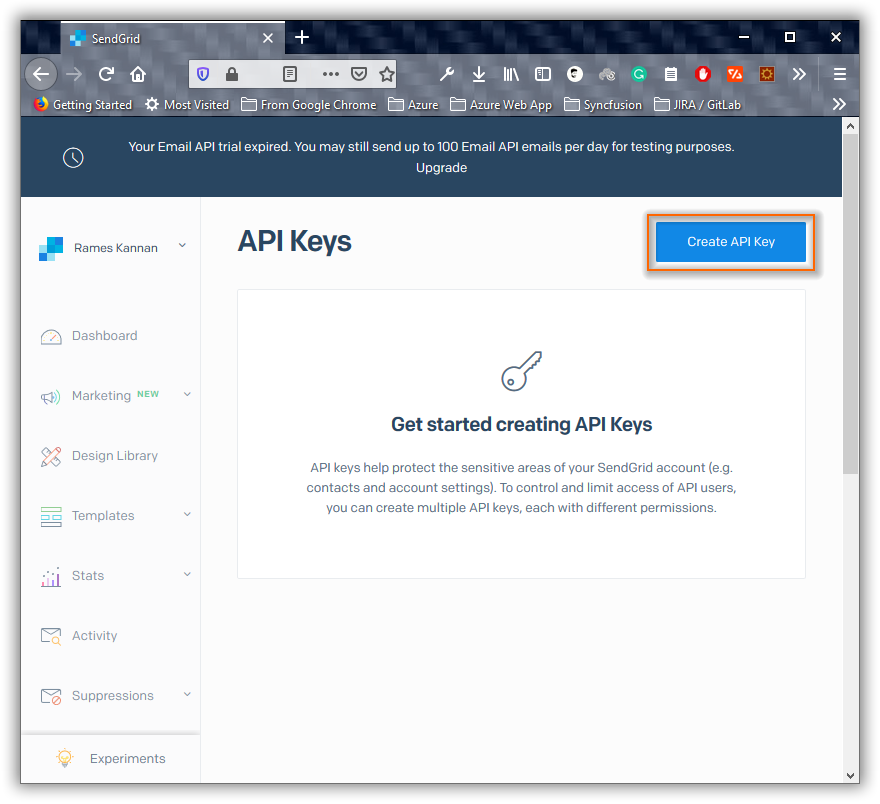 SendGrid
Getting Started
Most Visited
From Google Chrome
Azure
Azure Web App
Syncfusion
JIRA / GitLab
Your Email API trial expired. You may still send up to 100 Email API emails per day for testing purposes.
Upgrade
Rames Kannan
Dashboard
Marketing NEW
Design Library
Templates
Stats
Activity
Suppressions
Experiments
API Keys
Create API Key
Get started creating API Keys
API keys help protect the sensitive areas of your SendGrid account (e.g.
contacts and account settings). To control and limit access of API users,
you can create multiple API keys, each with different permissions.